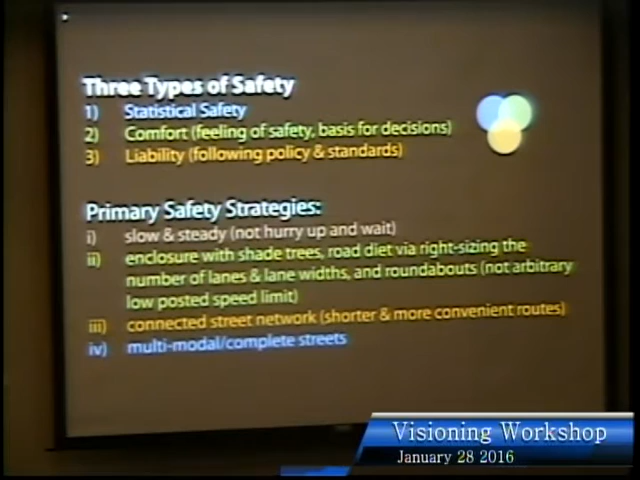 Three Types of Safety
1) Statistical Safety
2) Comfort (feeling of safety, basis for decisions)
3) Liability (following policy & standards)
Primary Safety Strategies:
i) slow & steady (not hurry up and wait)
ii) enclosure with shade trees, road diet via right-sizing the
number of lanes & lane widths, and roundabouts (not arbitrary
low posted speed limit)
iii) connected street network (shorter & more convenient routes)
iv) multi-modal/complete streets
Visioning Workshop
January 28 2016